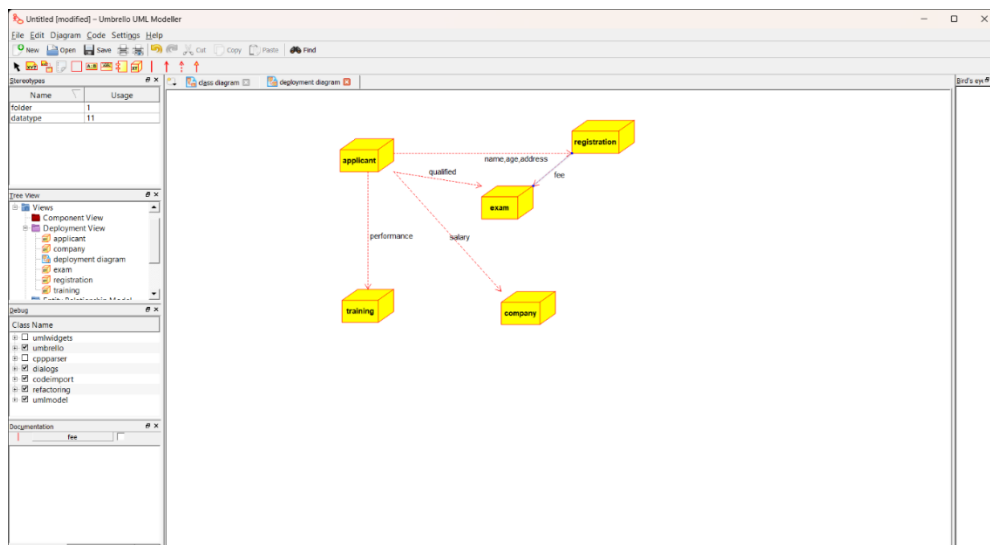 Untitled [modified] – Umbrello UML Modeller
File Edit Diagram Code Settings Help
New Open Save Cut Copy Paste Find
Stereotypes
class diagram deployment diagram
Bird's eye
Name Usage
folder 1
datatype 11
Tree View
Views
Component View
Deployment View
applicant
company
deployment diagram
exam
registration
training
Entity Relationship Model
Debug
Class Name
umlwidgets
umbrello
cppparser
dialogs
codeimport
refactoring
umlmodel
Documentation
fee
registration
applicant
name,age,address
qualified
fee
exam
performance
salary
training
company